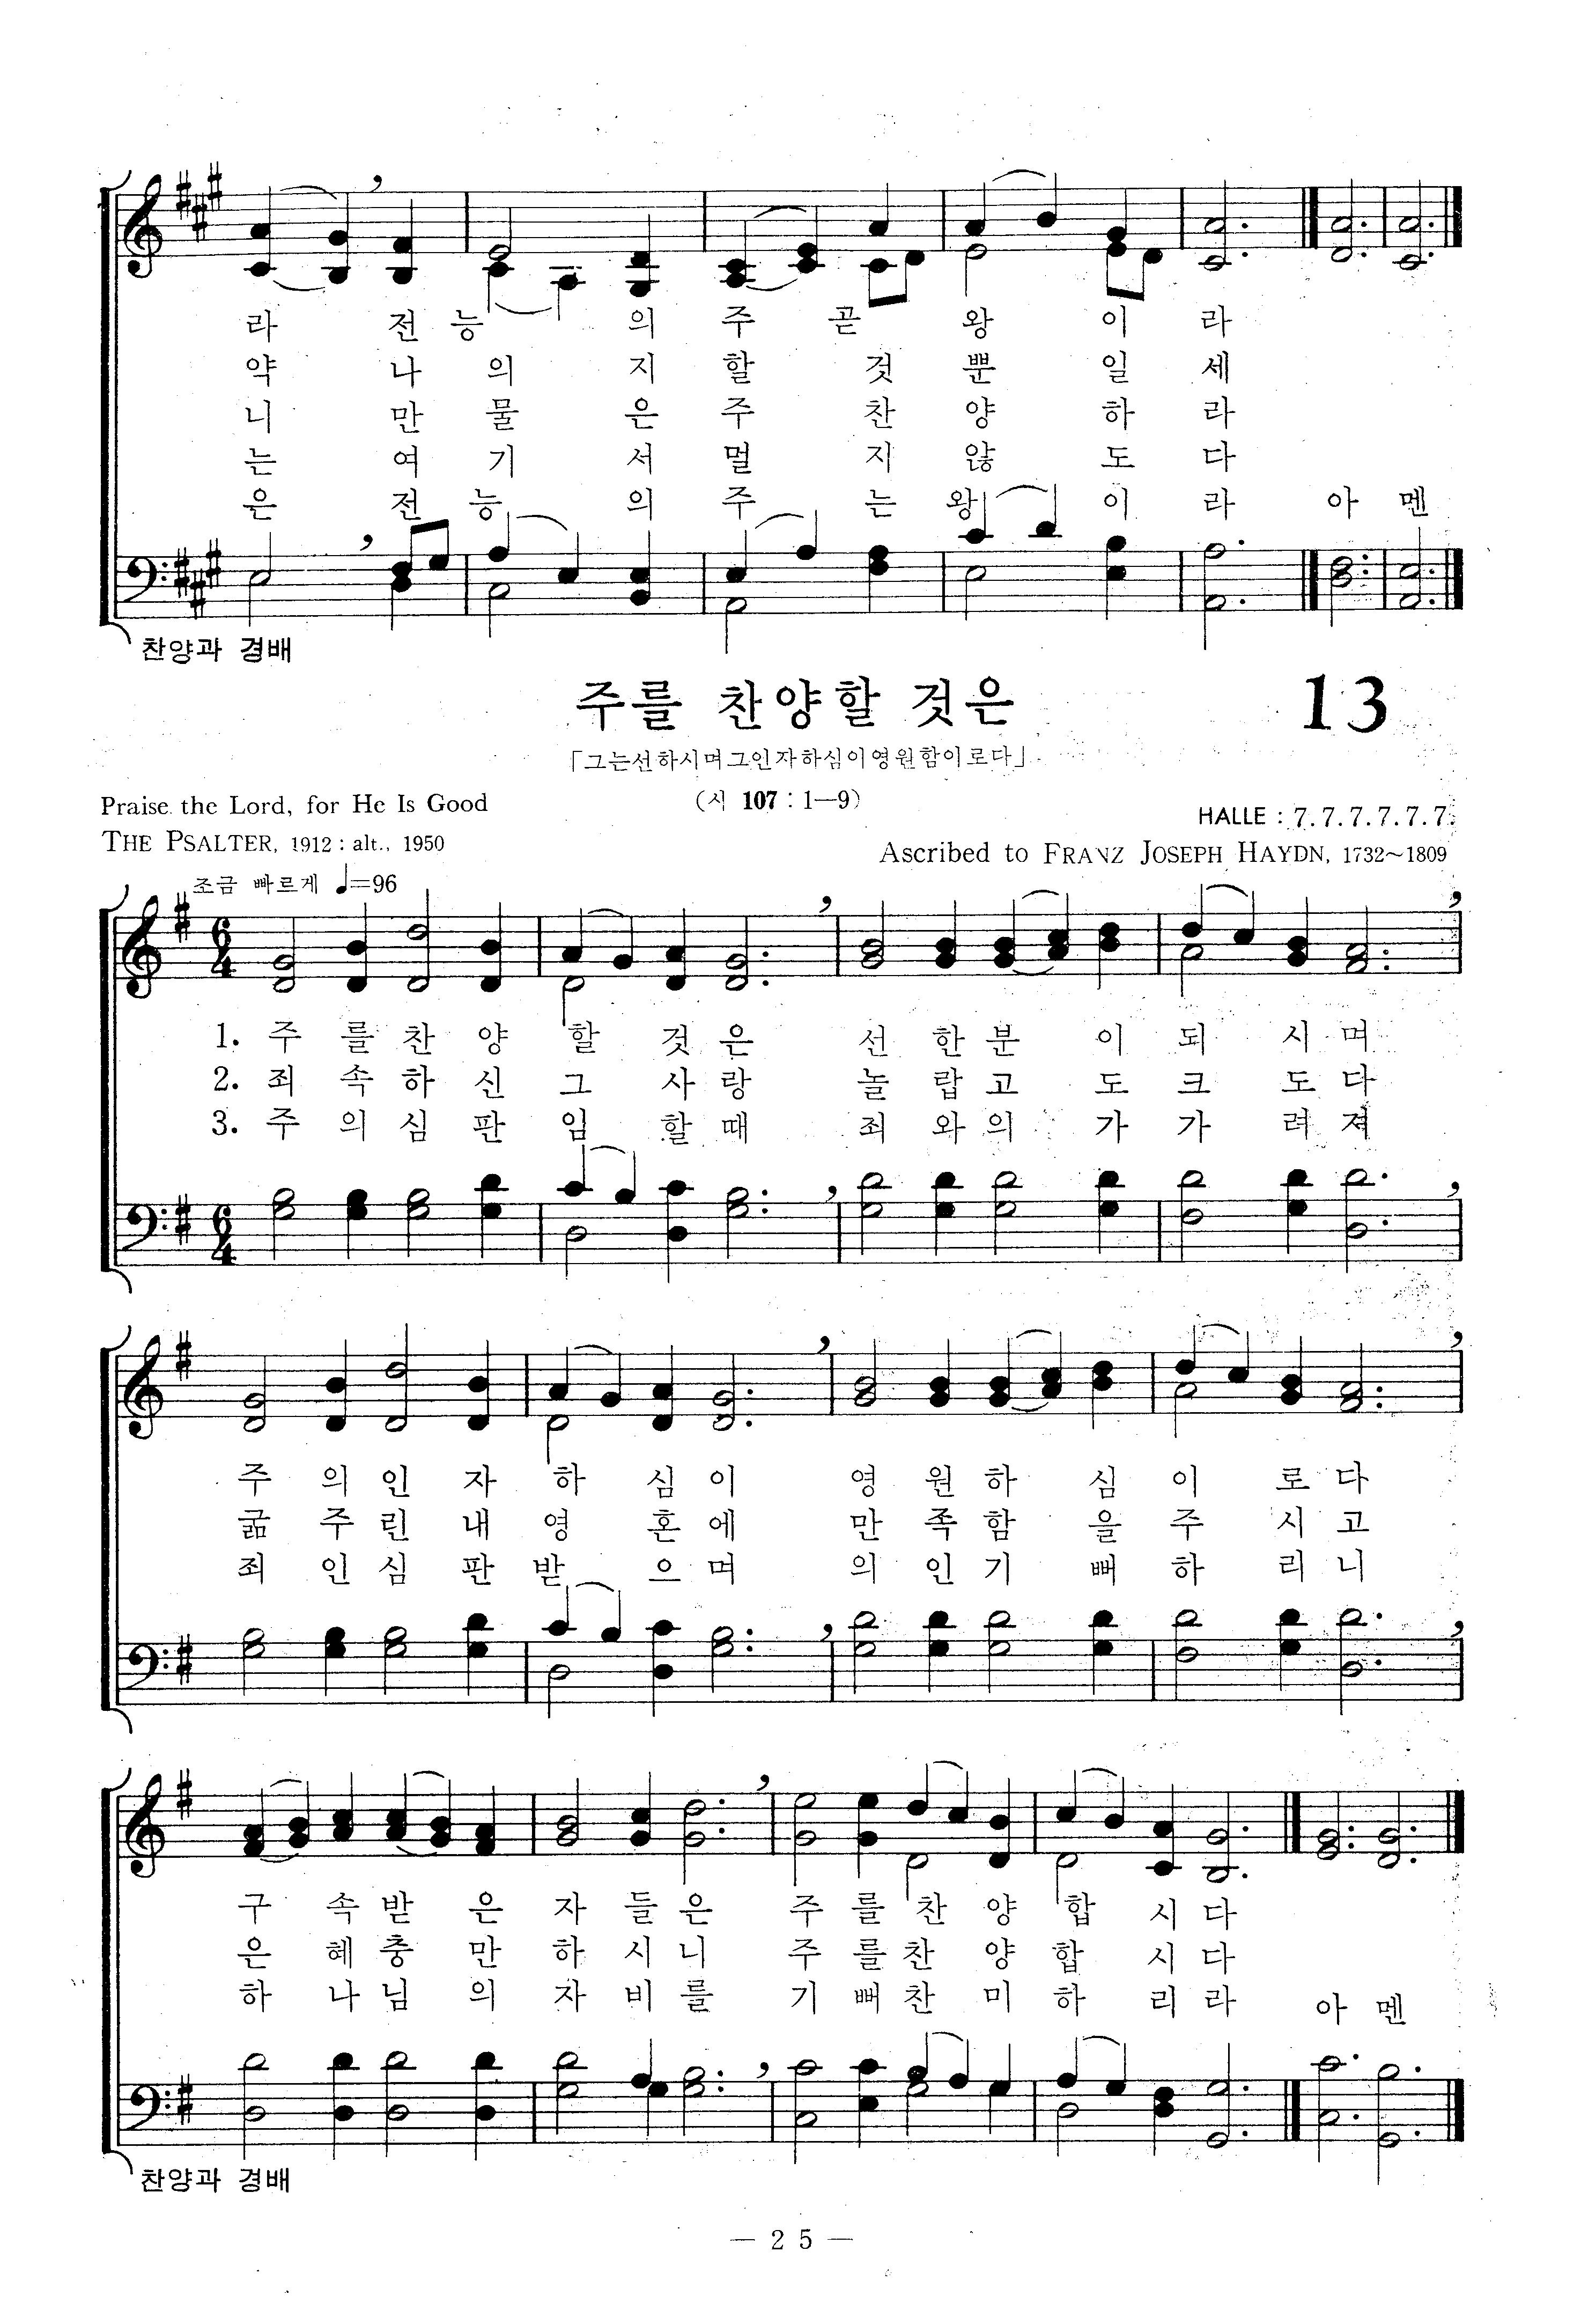 라 전 능 의 주 곧 왕 이 라
약 나 의 지 할 것 뿐 일 세
니 만 물 은 주 찬 양 하 라
는 여 기 서 멀 지 않 도 다
은 전 능 의 주 는 왕 이 라 아 멘
찬양과 경배
주를 찬양할 것은 13
「그는선하시며그인자하심이영원함이로다」
Praise the Lord, for He Is Good (시 107 : 1—9) HALLE : 7.7.7.7.7.7.
THE PSALTER, 1912 : alt., 1950 Ascribed to FRANZ JOSEPH HAYDN, 1732~1809
조금 빠르게 ♩=96
6 4
1. 주 를 찬 양 할 것 은 선 한 분 이 되 시 며
2. 죄 속 하 신 그 사 랑 놀 랍 고 도 크 도 다
3. 주 의 심 판 임 할 때 죄 와 의 가 가 려 져
6 4
주 의 인 자 하 심 이 영 원 하 심 이 로 다
굶 주 린 내 영 혼 에 만 족 함 을 주 시 고
죄 인 심 판 받 으 며 의 인 기 뻐 하 리 니
구 속 받 은 자 들 은 주 를 찬 양 합 시 다
은 혜 충 만 하 시 니 주 를 찬 양 합 시 다
하 나 님 의 자 비 를 기 뻐 찬 미 하 리 라 아 멘
찬양과 경배
— 2 5 —